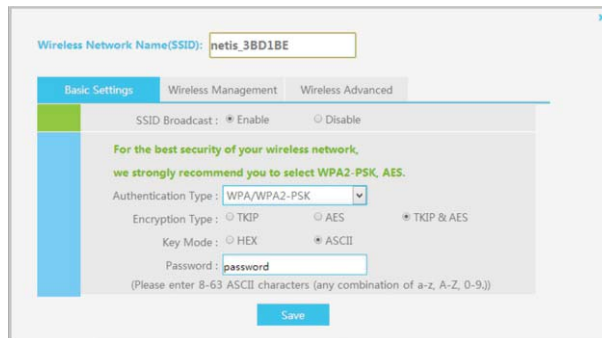 Wireless Network Name(SSID): netis_3BD1BE
Basic Settings Wireless Management Wireless Advanced
SSID Broadcast : Enable Disable
For the best security of your wireless network,
we strongly recommend you to select WPA2-PSK, AES.
Authentication Type : WPA/WPA2-PSK
Encryption Type : TKIP AES TKIP & AES
Key Mode : HEX ASCII
Password : password
(Please enter 8-63 ASCII characters (any combination of a-z, A-Z, 0-9,))
Save